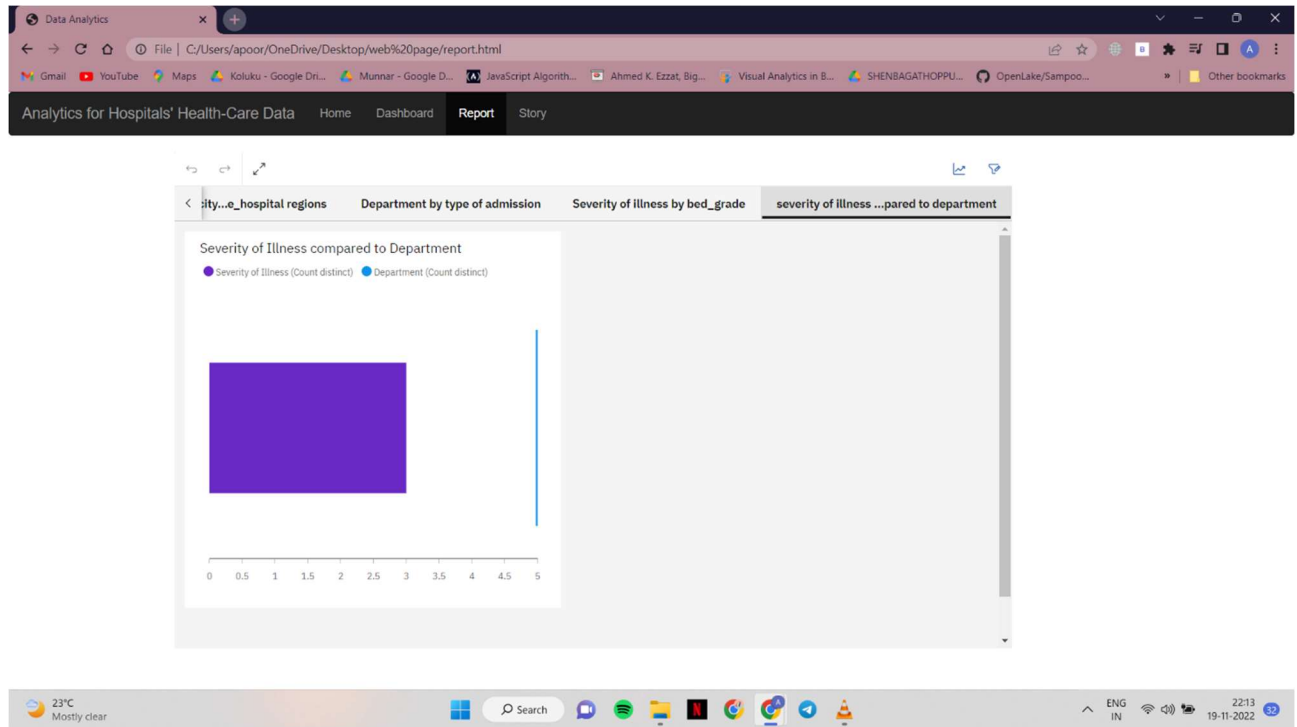 Data Analytics
File | C:/Users/apoor/OneDrive/Desktop/web%20page/report.html
Gmail YouTube Maps Koluku - Google Dri... Munnar - Google D... JavaScript Algorith... Ahmed K. Ezzat, Big... Visual Analytics in B... SHENBAGATHOPPU... OpenLake/Sampoo... » Other bookmarks
Analytics for Hospitals' Health-Care Data Home Dashboard Report Story
city...e_hospital regions Department by type of admission Severity of illness by bed_grade severity of illness ...pared to department
Severity of Illness compared to Department
Severity of Illness (Count distinct) Department (Count distinct)
0 0.5 1 1.5 2 2.5 3 3.5 4 4.5 5
23°C
Mostly clear
Search
ENG
IN
22:13
19-11-2022
32